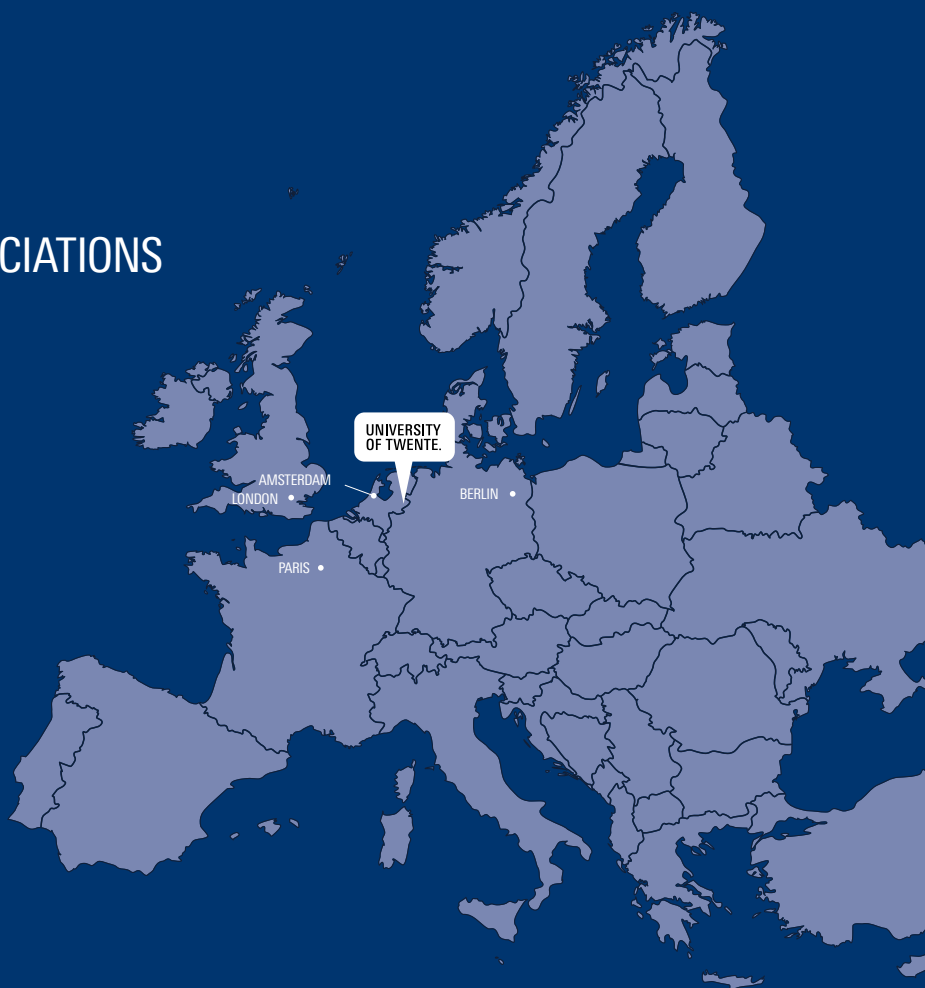 CIATIONS
UNIVERSITY
OF TWENTE.
AMSTERDAM
LONDON
BERLIN
PARIS